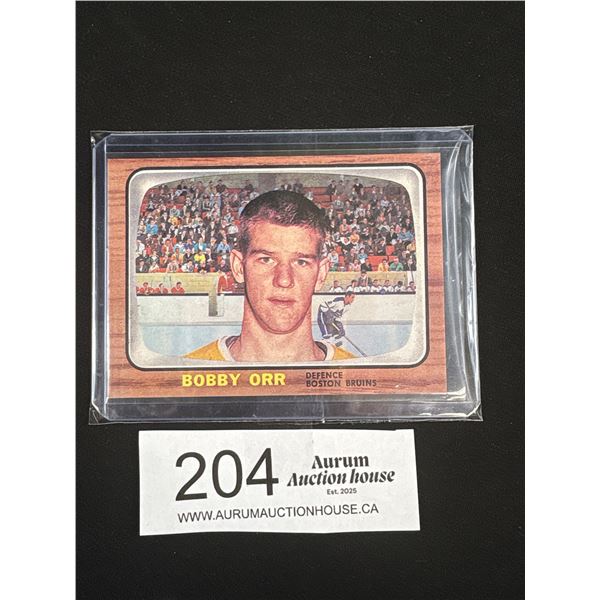 BOBBY ORR
DEFENCE
BOSTON BRUINS
204
Aurum
Auction house
Est. 2025
WWW.AURUMAUCTIONHOUSE.CA